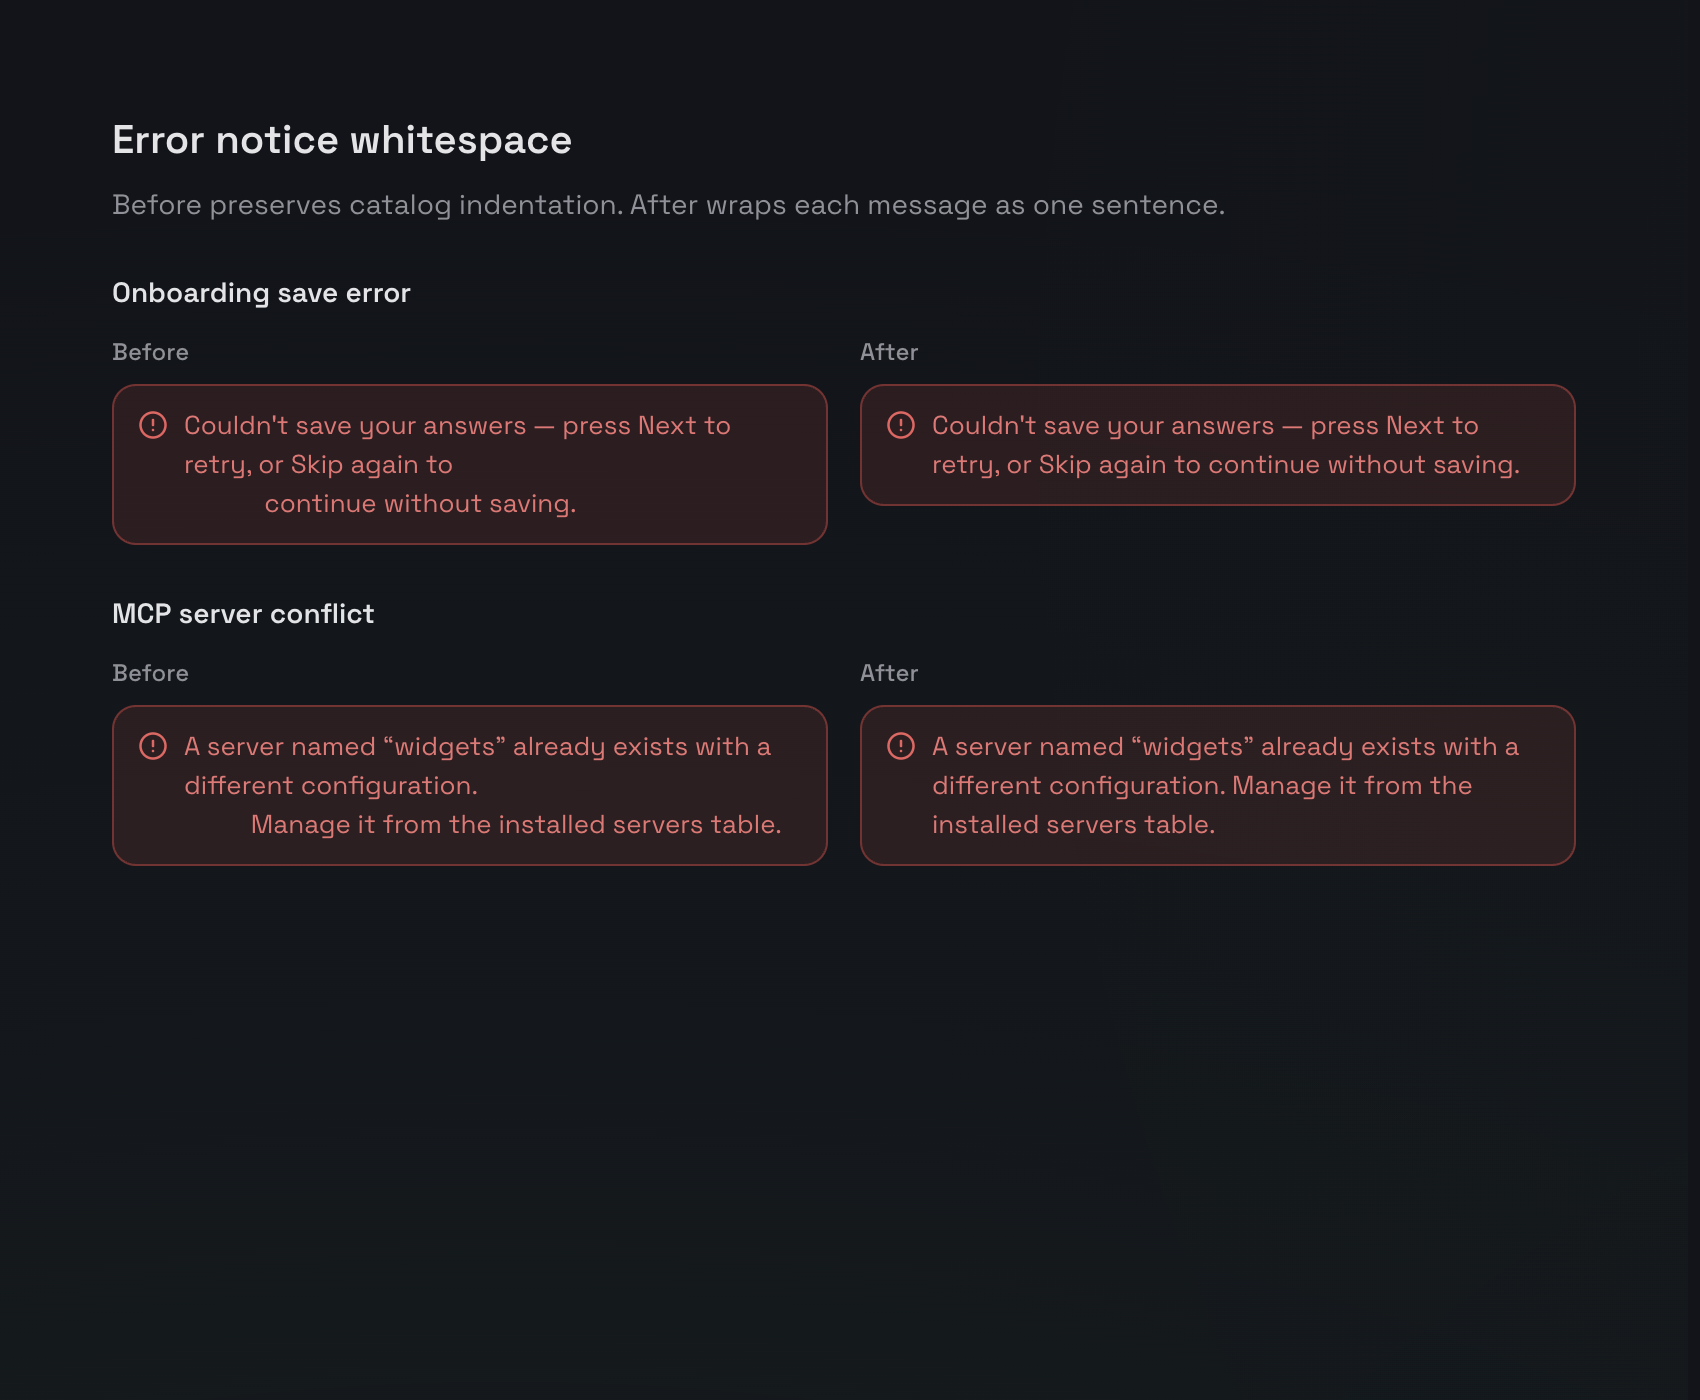 Error notice whitespace
Before preserves catalog indentation. After wraps each message as one sentence.
Onboarding save error
Before
Couldn't save your answers — press Next to
retry, or Skip again to
continue without saving.
After
Couldn't save your answers — press Next to
retry, or Skip again to continue without saving.
MCP server conflict
Before
A server named “widgets” already exists with a
different configuration.
Manage it from the installed servers table.
After
A server named “widgets” already exists with a
different configuration. Manage it from the
installed servers table.